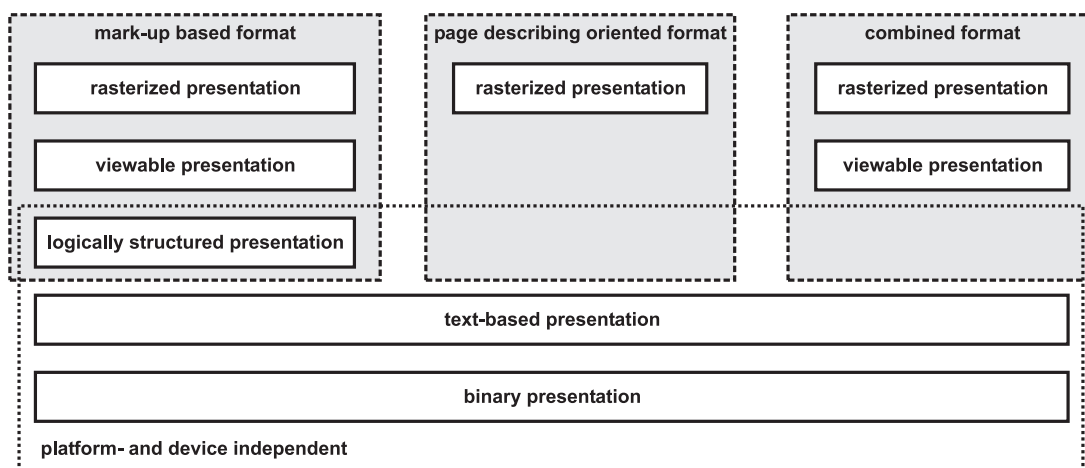 mark-up based format
page describing oriented format
combined format
rasterized presentation
rasterized presentation
rasterized presentation
viewable presentation
viewable presentation
logically structured presentation
text-based presentation
binary presentation
platform- and device independent